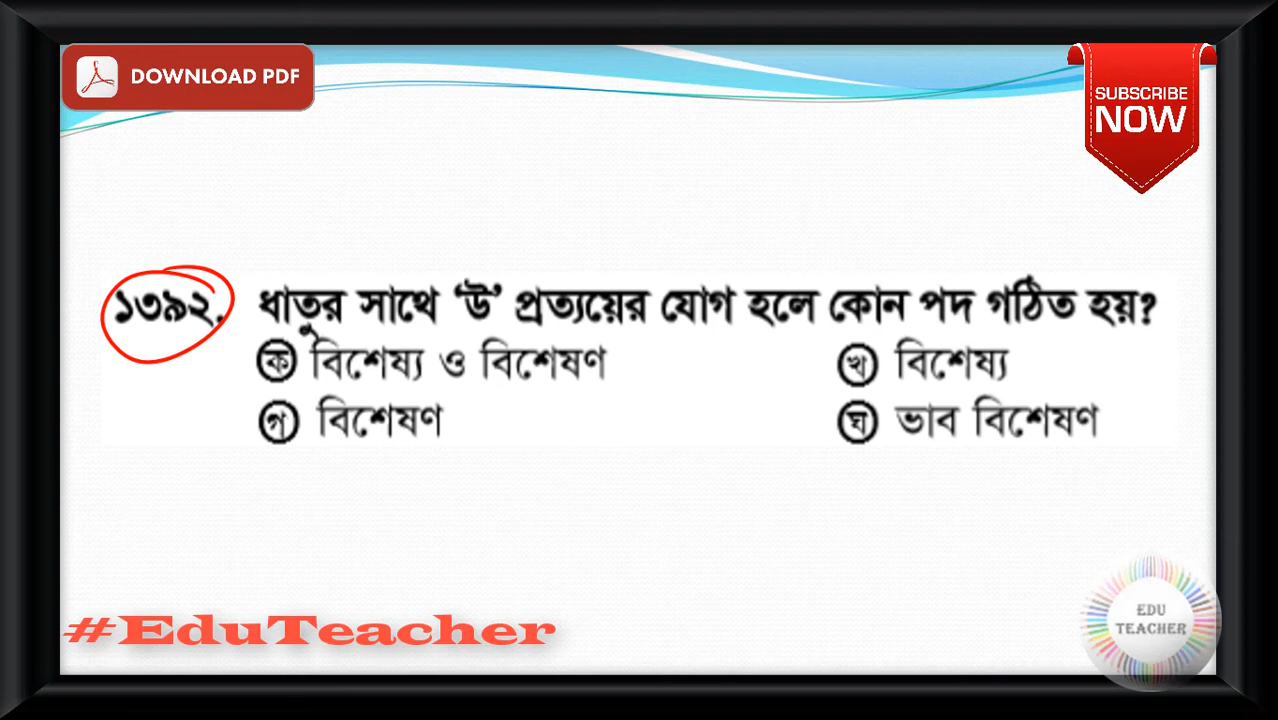 DOWNLOAD PDF
SUBSCRIBE
NOW
১৩৯২. ধাতুর সাথে ‘উ’ প্রত্যয়ের যোগ হলে কোন পদ গঠিত হয়?
ক বিশেষ্য ও বিশেষণ খ বিশেষ্য
গ বিশেষণ ঘ ভাব বিশেষণ
#EduTeacher
EDU
TEACHER